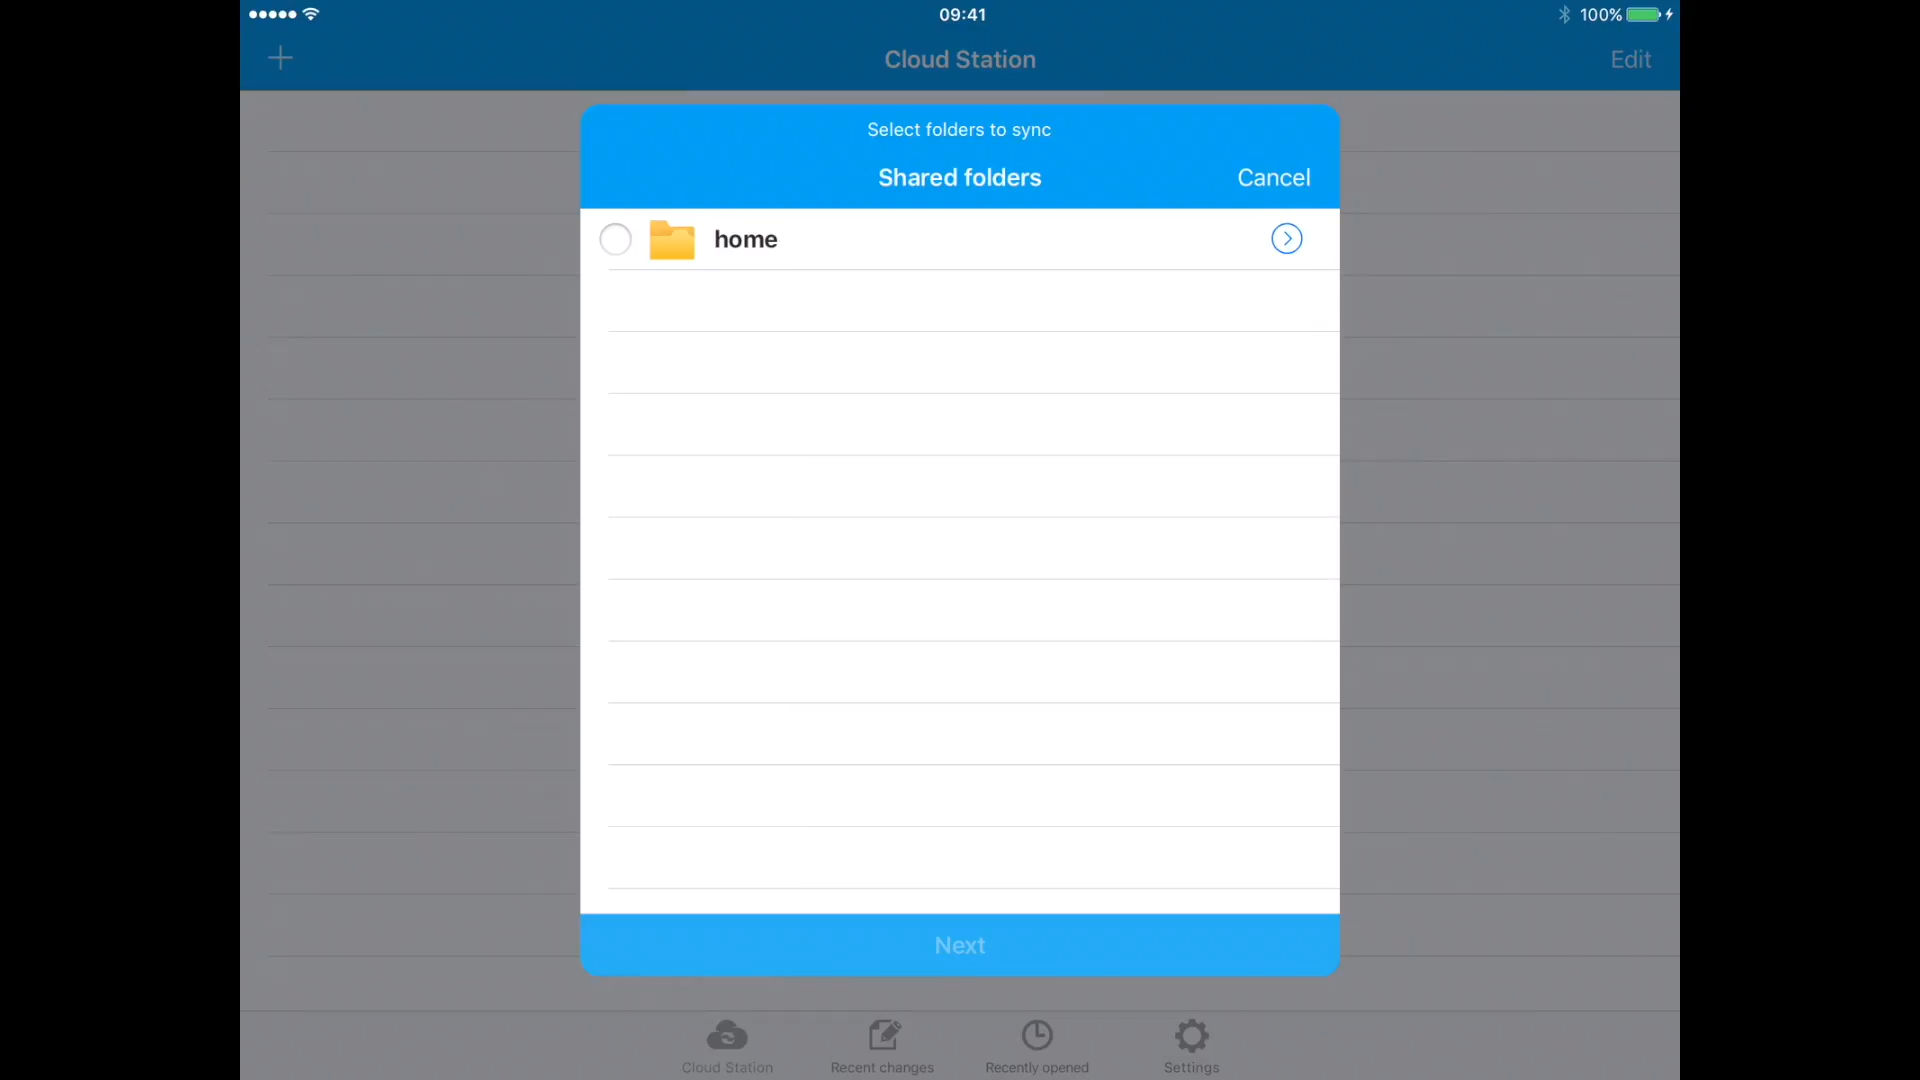 09:41
100%
Cloud Station
Edit
Select folders to sync
Shared folders
Cancel
home
Next
Cloud Station
Recent changes
Recently opened
Settings